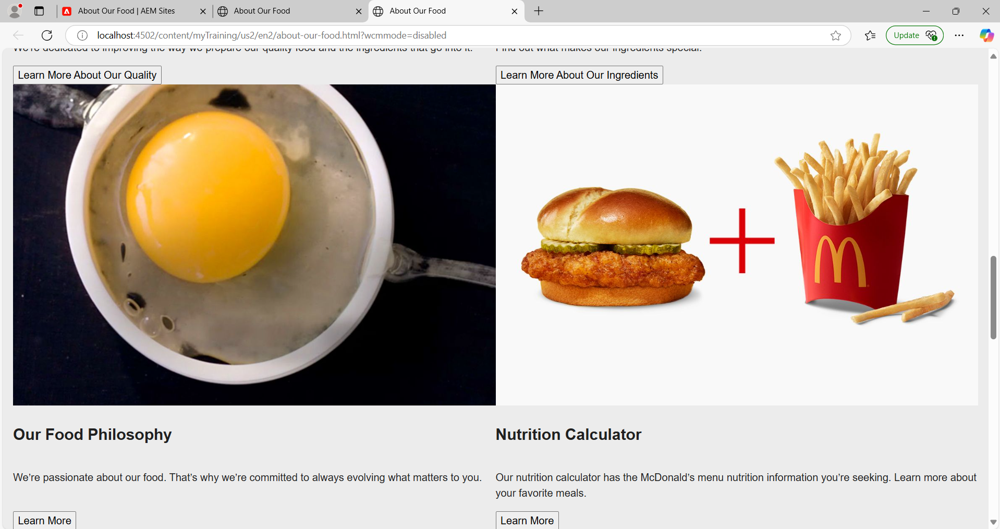 About Our Food | AEM Sites
About Our Food
About Our Food
localhost:4502/content/myTraining/us2/en2/about-our-food.html?wcmmode=disabled
Update
We're dedicated to improving the way we prepare our quality food and the ingredients that go into it.
Find out what makes our ingredients special.
Learn More About Our Quality
Learn More About Our Ingredients
Our Food Philosophy
We’re passionate about our food. That’s why we’re committed to always evolving what matters to you.
Learn More
Nutrition Calculator
Our nutrition calculator has the McDonald’s menu nutrition information you’re seeking. Learn more about
your favorite meals.
Learn More